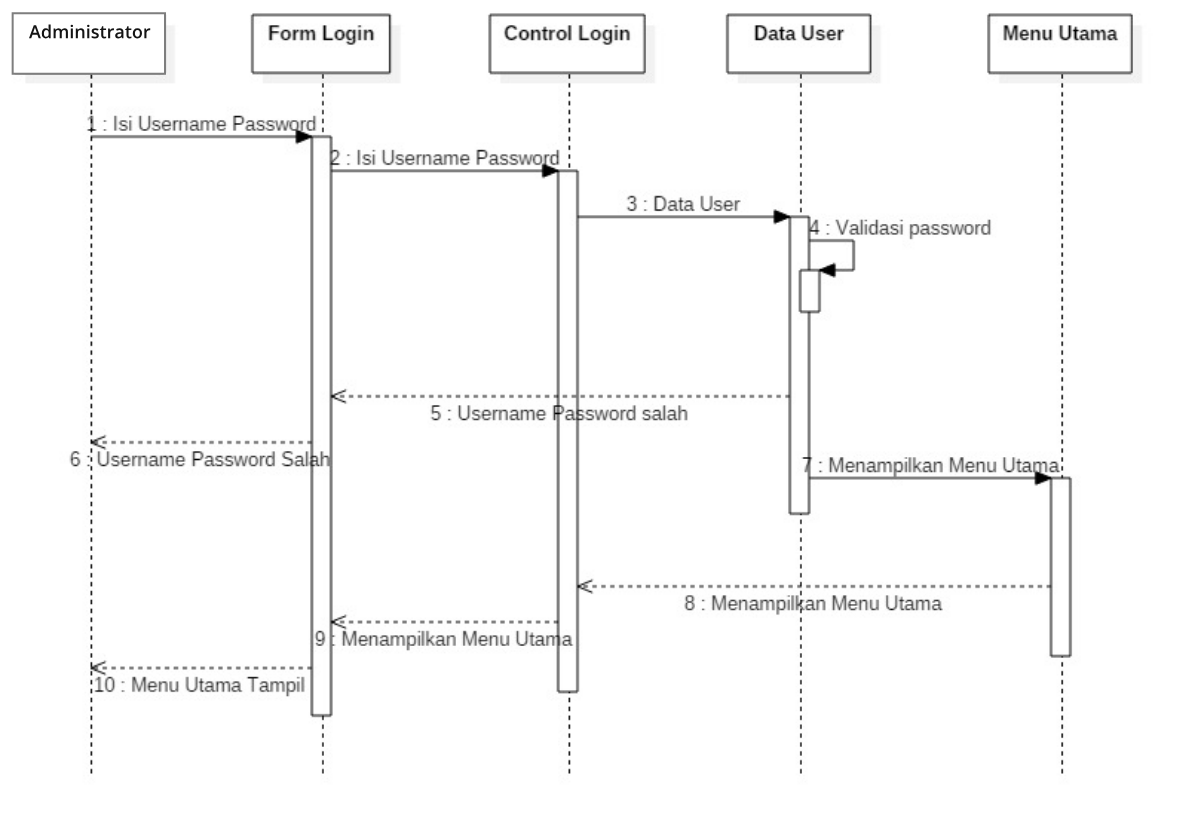 Administrator
Form Login
Control Login
Data User
Menu Utama
1 : Isi Username Password
2 : Isi Username Password
3 : Data User
4 : Validasi password
5 : Username Password salah
6 : Username Password Salah
7 : Menampilkan Menu Utama
8 : Menampilkan Menu Utama
9 : Menampilkan Menu Utama
10 : Menu Utama Tampil